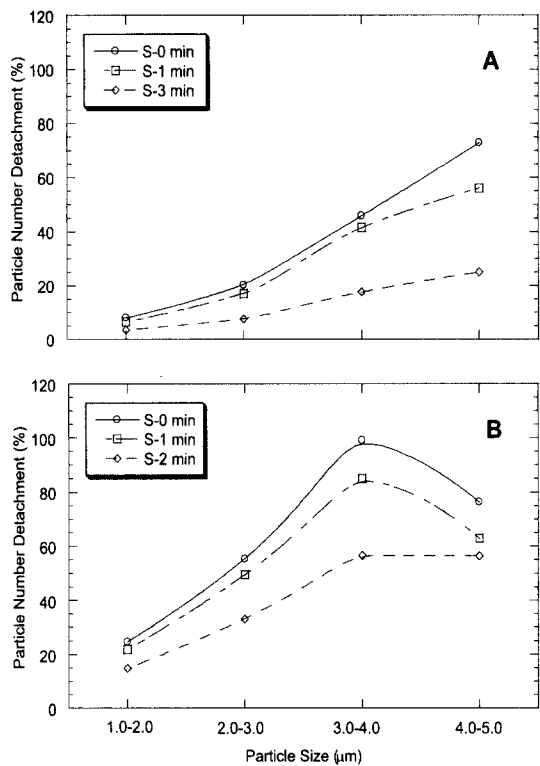 120
100
80
60
40
20
0
Particle Number Detachment (%)
S-0 min
S-1 min
S-3 min
A
120
100
80
60
40
20
0
Particle Number Detachment (%)
S-0 min
S-1 min
S-2 min
B
1.0-2.0 2.0-3.0 3.0-4.0 4.0-5.0
Particle Size (μm)